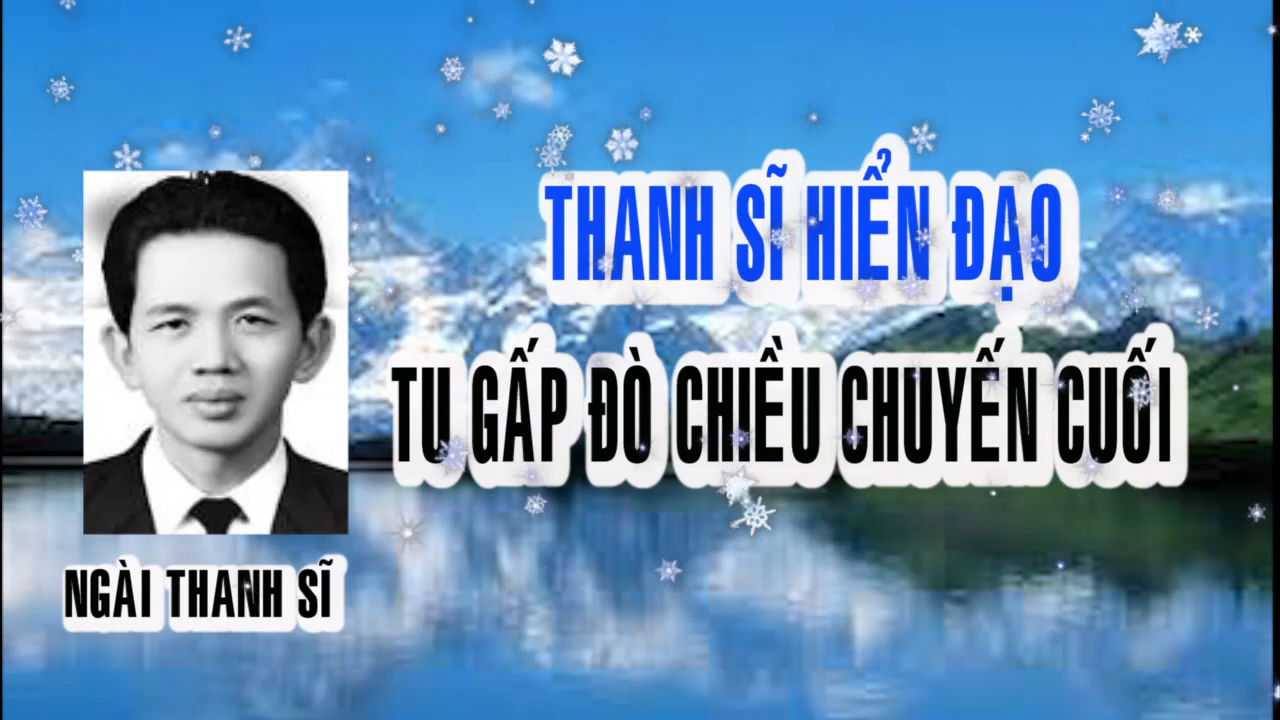 THANH SĨ HIỂN ĐẠO
TU GẤP ĐÒ CHIỀU CHUYẾN CUỐI
NGÀI THANH SĨ